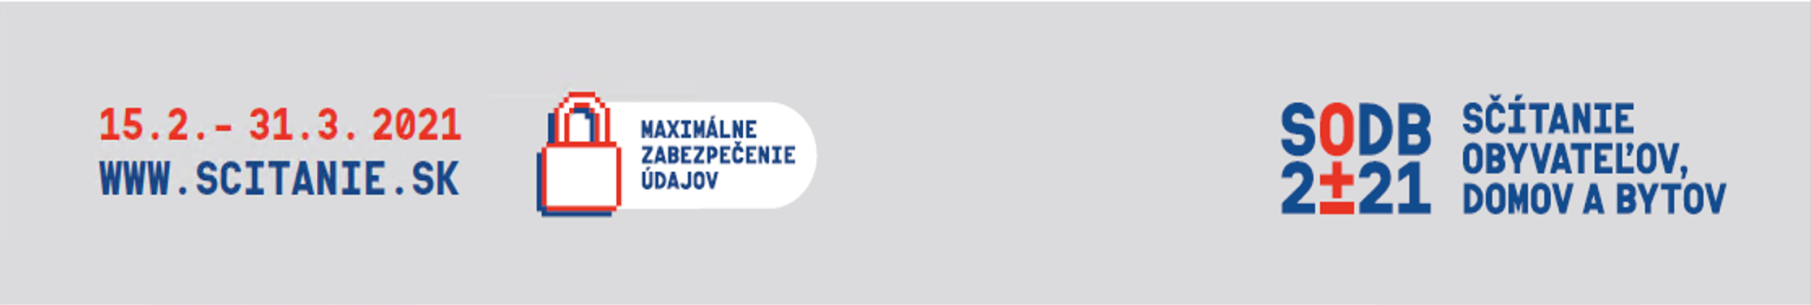 15.2.- 31.3. 2021
WWW.SCITANIE.SK
MAXIMÁLNE
ZABEZPEČENIE
ÚDAJOV
SODB
2±21
SČÍTANIE
OBYVATEĽOV,
DOMOV A BYTOV